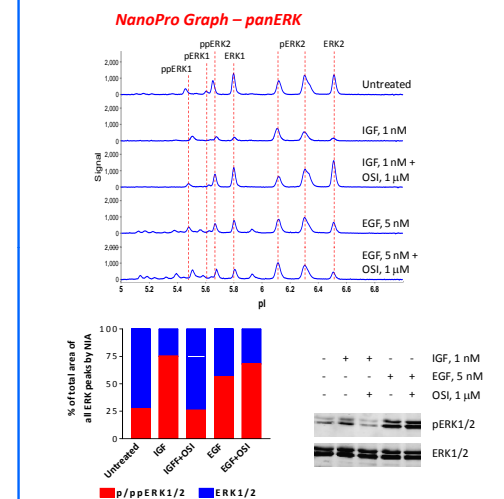 NanoPro Graph – panERK
ppERK2
pERK1 ERK1 pERK2 ERK2
ppERK1
2,000
1,000
0
Untreated
2,000
1,000
0
IGF, 1 nM
2,000
1,000
0
IGF, 1 nM +
OSI, 1 μM
2,000
1,000
0
EGF, 5 nM
2,000
1,000
0
EGF, 5 nM +
OSI, 1 μM
Signal
5 5.2 5.4 5.6 5.8 6 6.2 6.4 6.6 6.8
pI
% of total area of
all ERK peaks by NIA
100
75
50
25
0
Untreated IGF IGFF+OSI EGF EGF+OSI
p/ppERK1/2 ERK1/2
- + + - - IGF, 1 nM
- - - + + EGF, 5 nM
- - + - + OSI, 1 μM
pERK1/2
ERK1/2